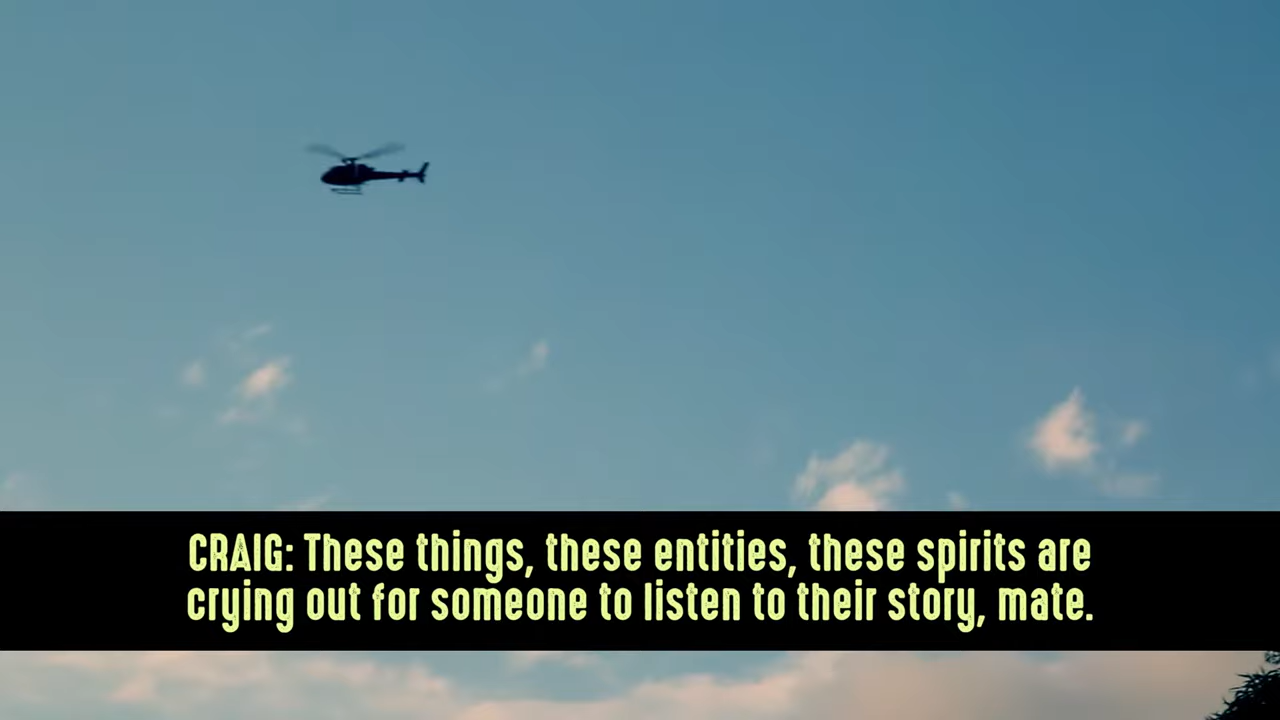 CRAIG: These things, these entities, these spirits are
crying out for someone to listen to their story, mate.